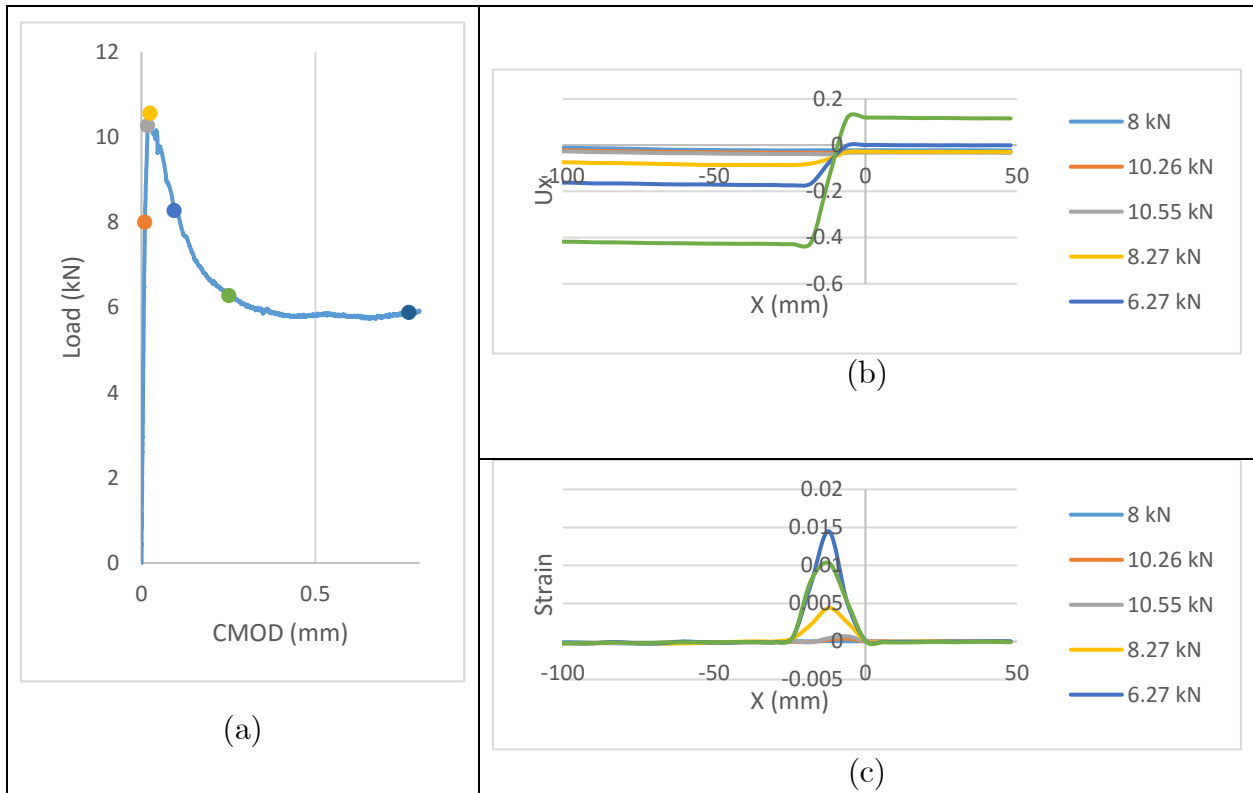 12
10
8
6
4
2
0
0
0.5
Load (kN)
CMOD (mm)
(a)
0.2
0
-0.2
-0.4
-0.6
-100
-50
0
50
Ux
X (mm)
8 kN
10.26 kN
10.55 kN
8.27 kN
6.27 kN
(b)
0.02
0.015
0.01
0.005
0
-0.005
-100
-50
0
50
Strain
X (mm)
8 kN
10.26 kN
10.55 kN
8.27 kN
6.27 kN
(c)